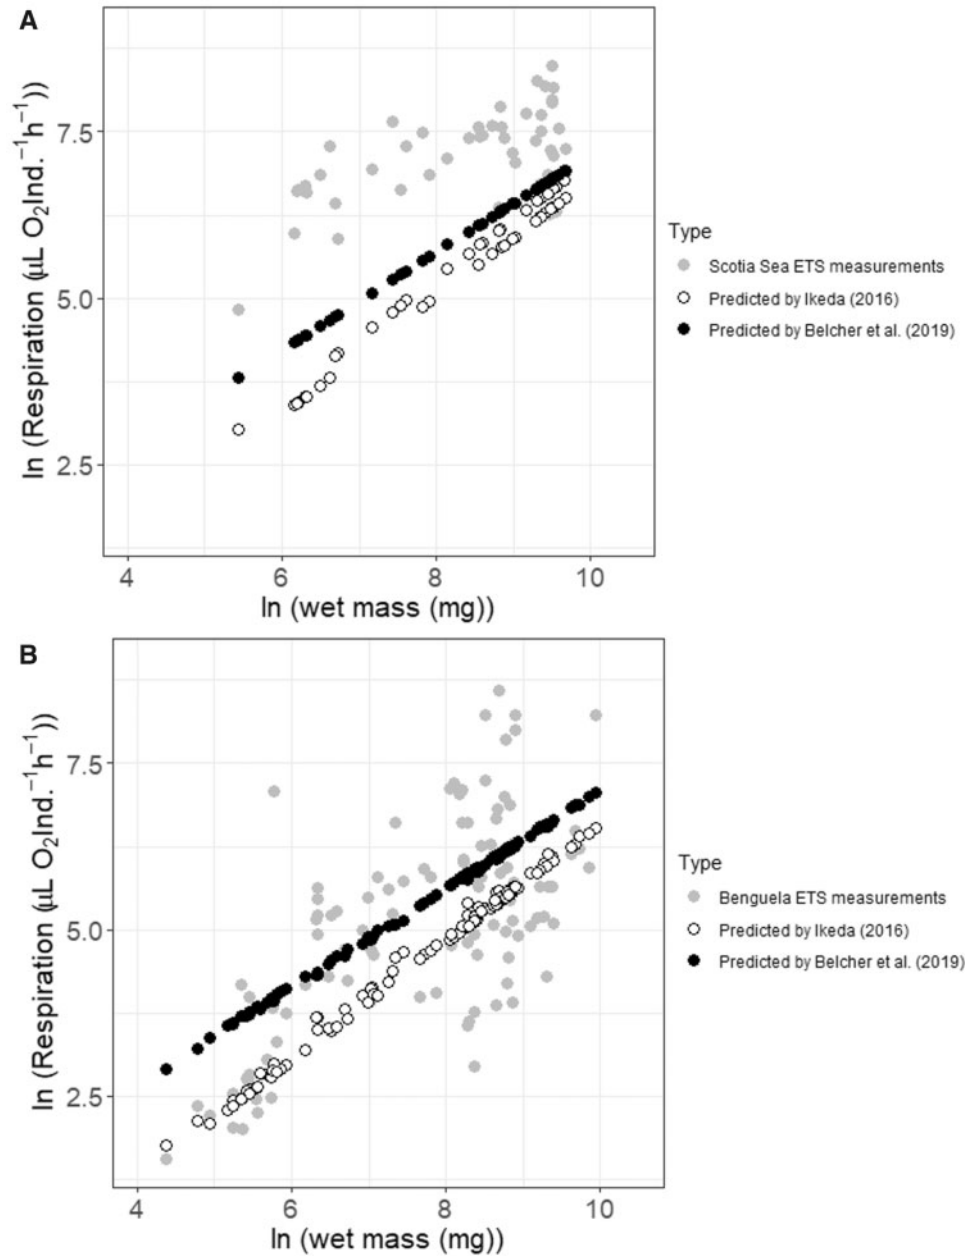 A
ln (Respiration (μL O₂Ind.⁻¹h⁻¹))
7.5
5.0
2.5
4 6 8 10
ln (wet mass (mg))
Type
Scotia Sea ETS measurements
Predicted by Ikeda (2016)
Predicted by Belcher et al. (2019)
B
ln (Respiration (μL O₂Ind.⁻¹h⁻¹))
7.5
5.0
2.5
4 6 8 10
ln (wet mass (mg))
Type
Benguela ETS measurements
Predicted by Ikeda (2016)
Predicted by Belcher et al. (2019)